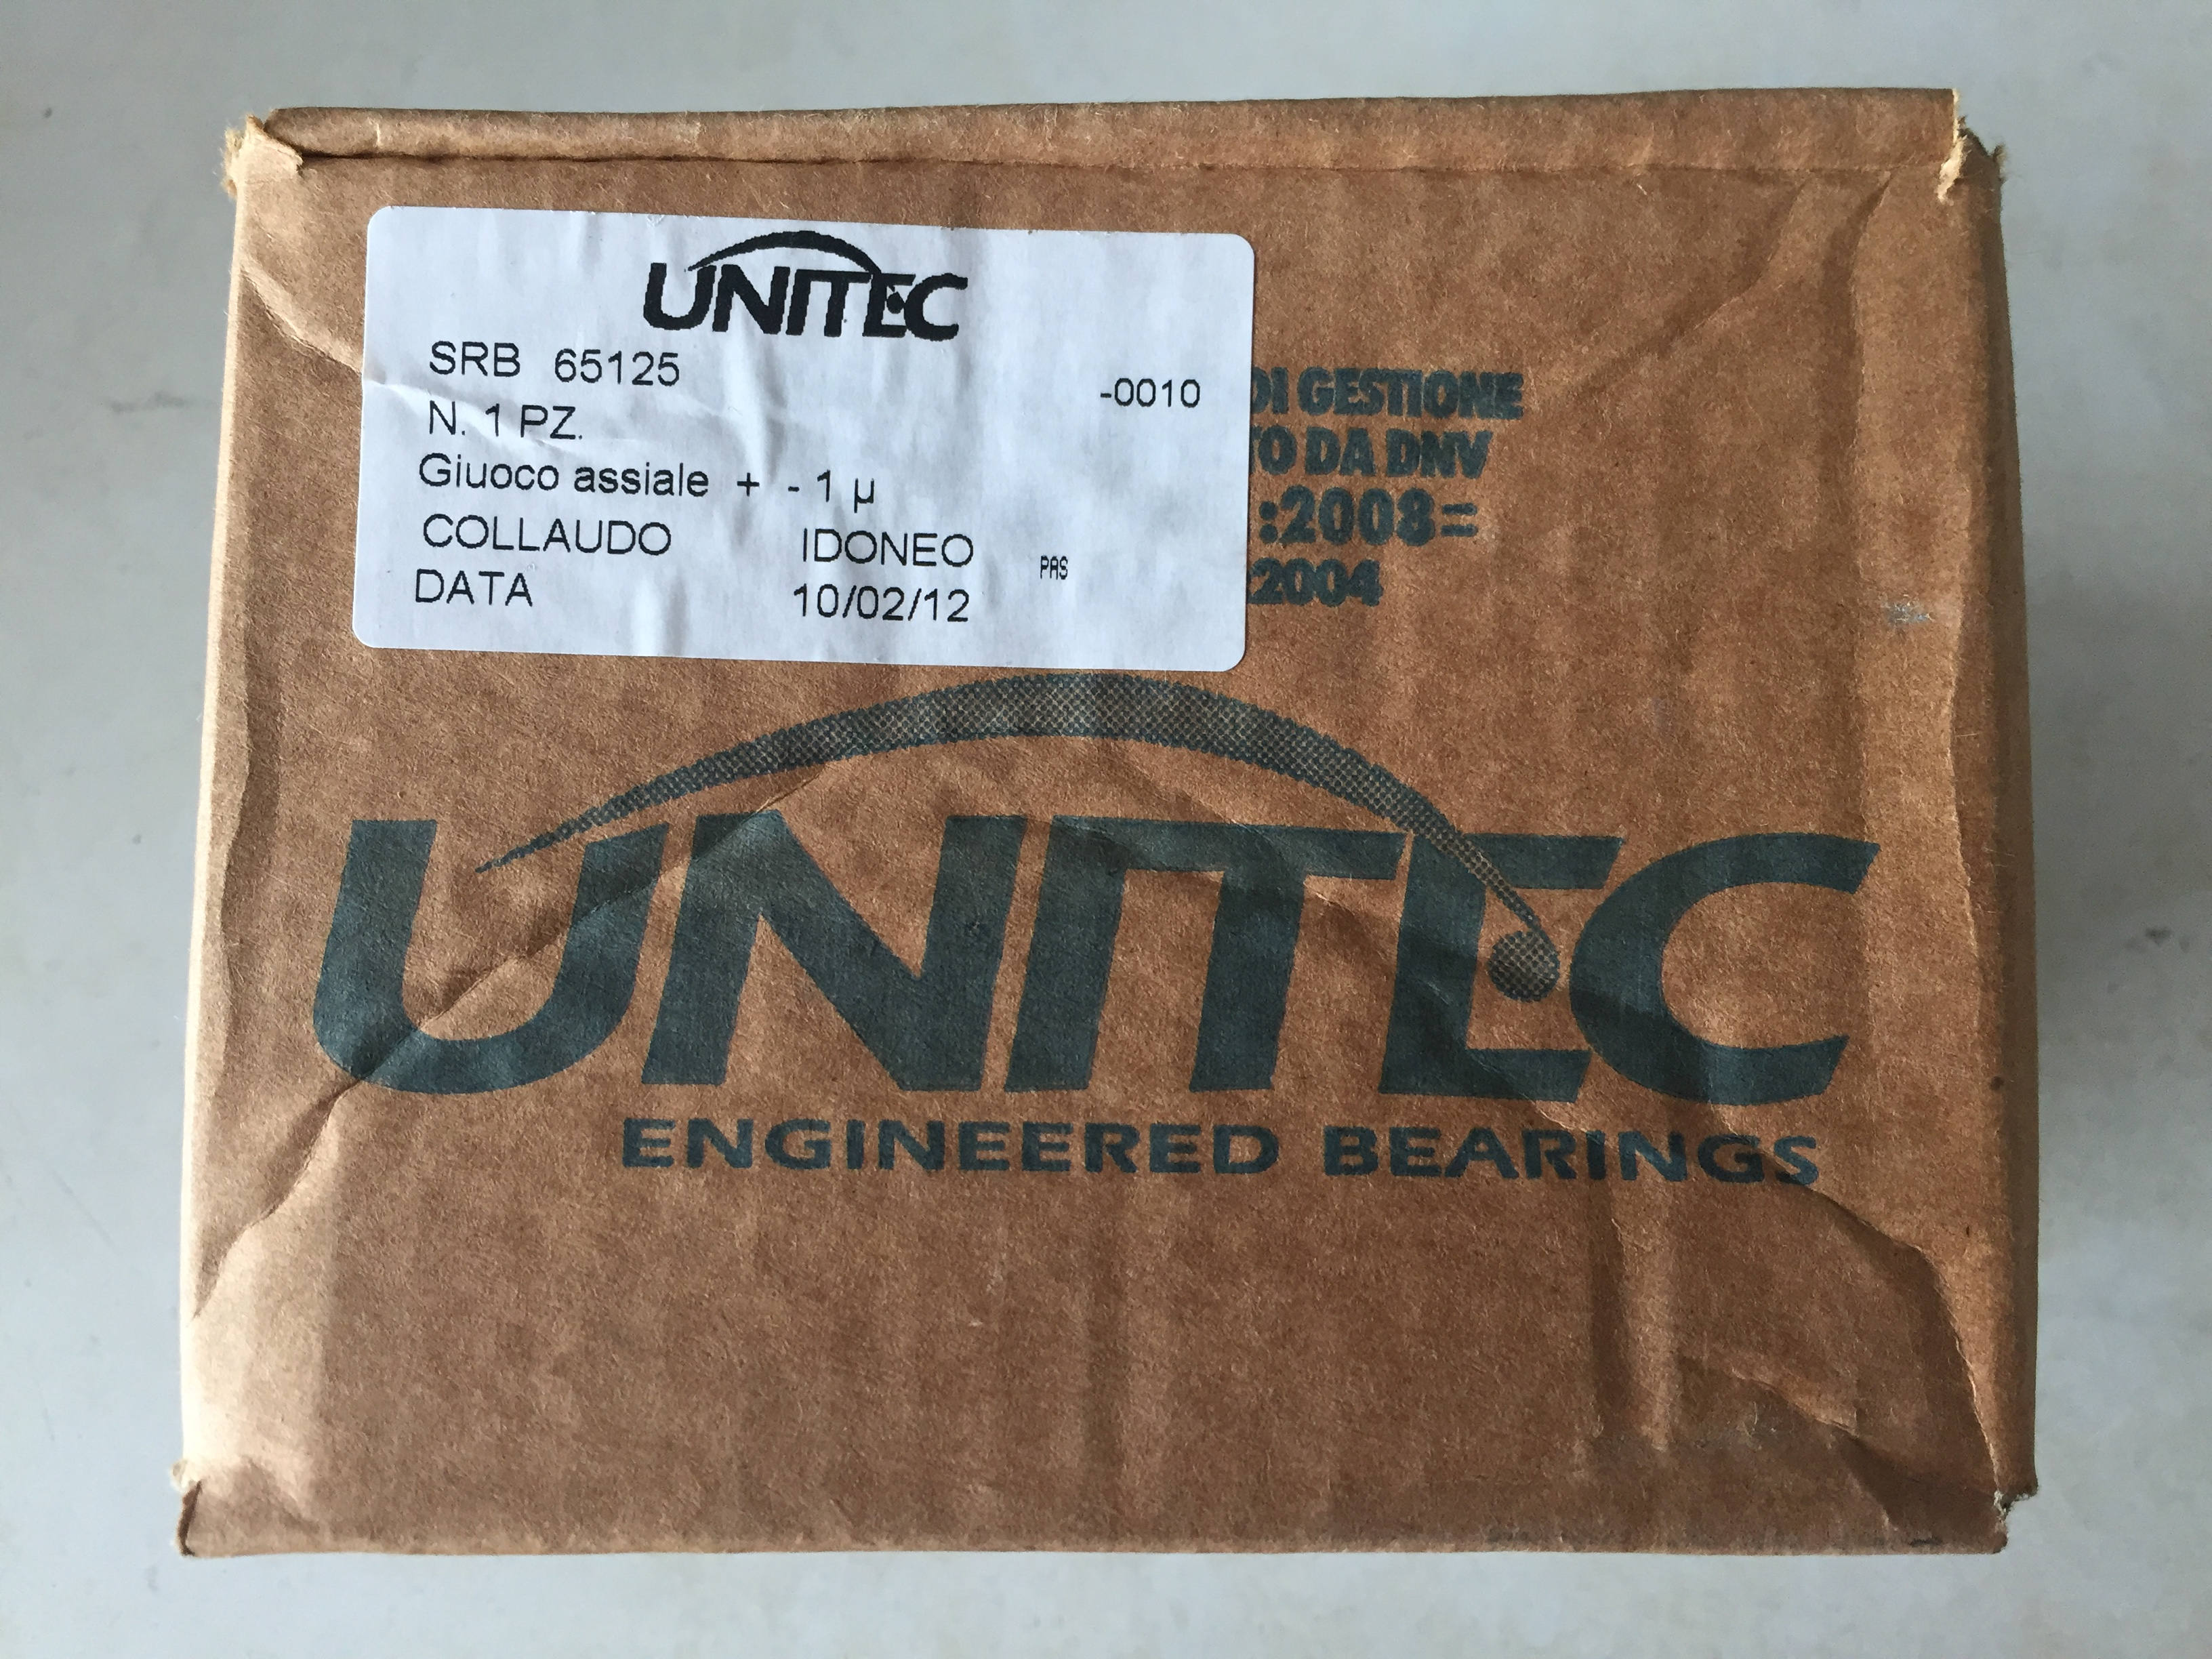 UNITEC
SRB 65125
-0010
N. 1 PZ.
Giuoco assiale + - 1 µ
COLLAUDO IDONEO PAS
DATA 10/02/12
DI GESTIONE
DA DNV
:2008=
:2004
UNITEC
ENGINEERED BEARINGS